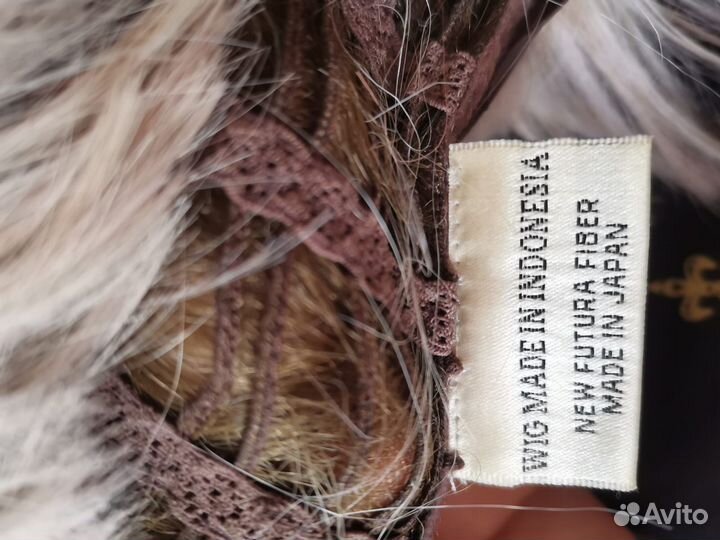 WIG MADE IN INDONESIA
NEW FUTURA FIBER
MADE IN JAPAN
Avito